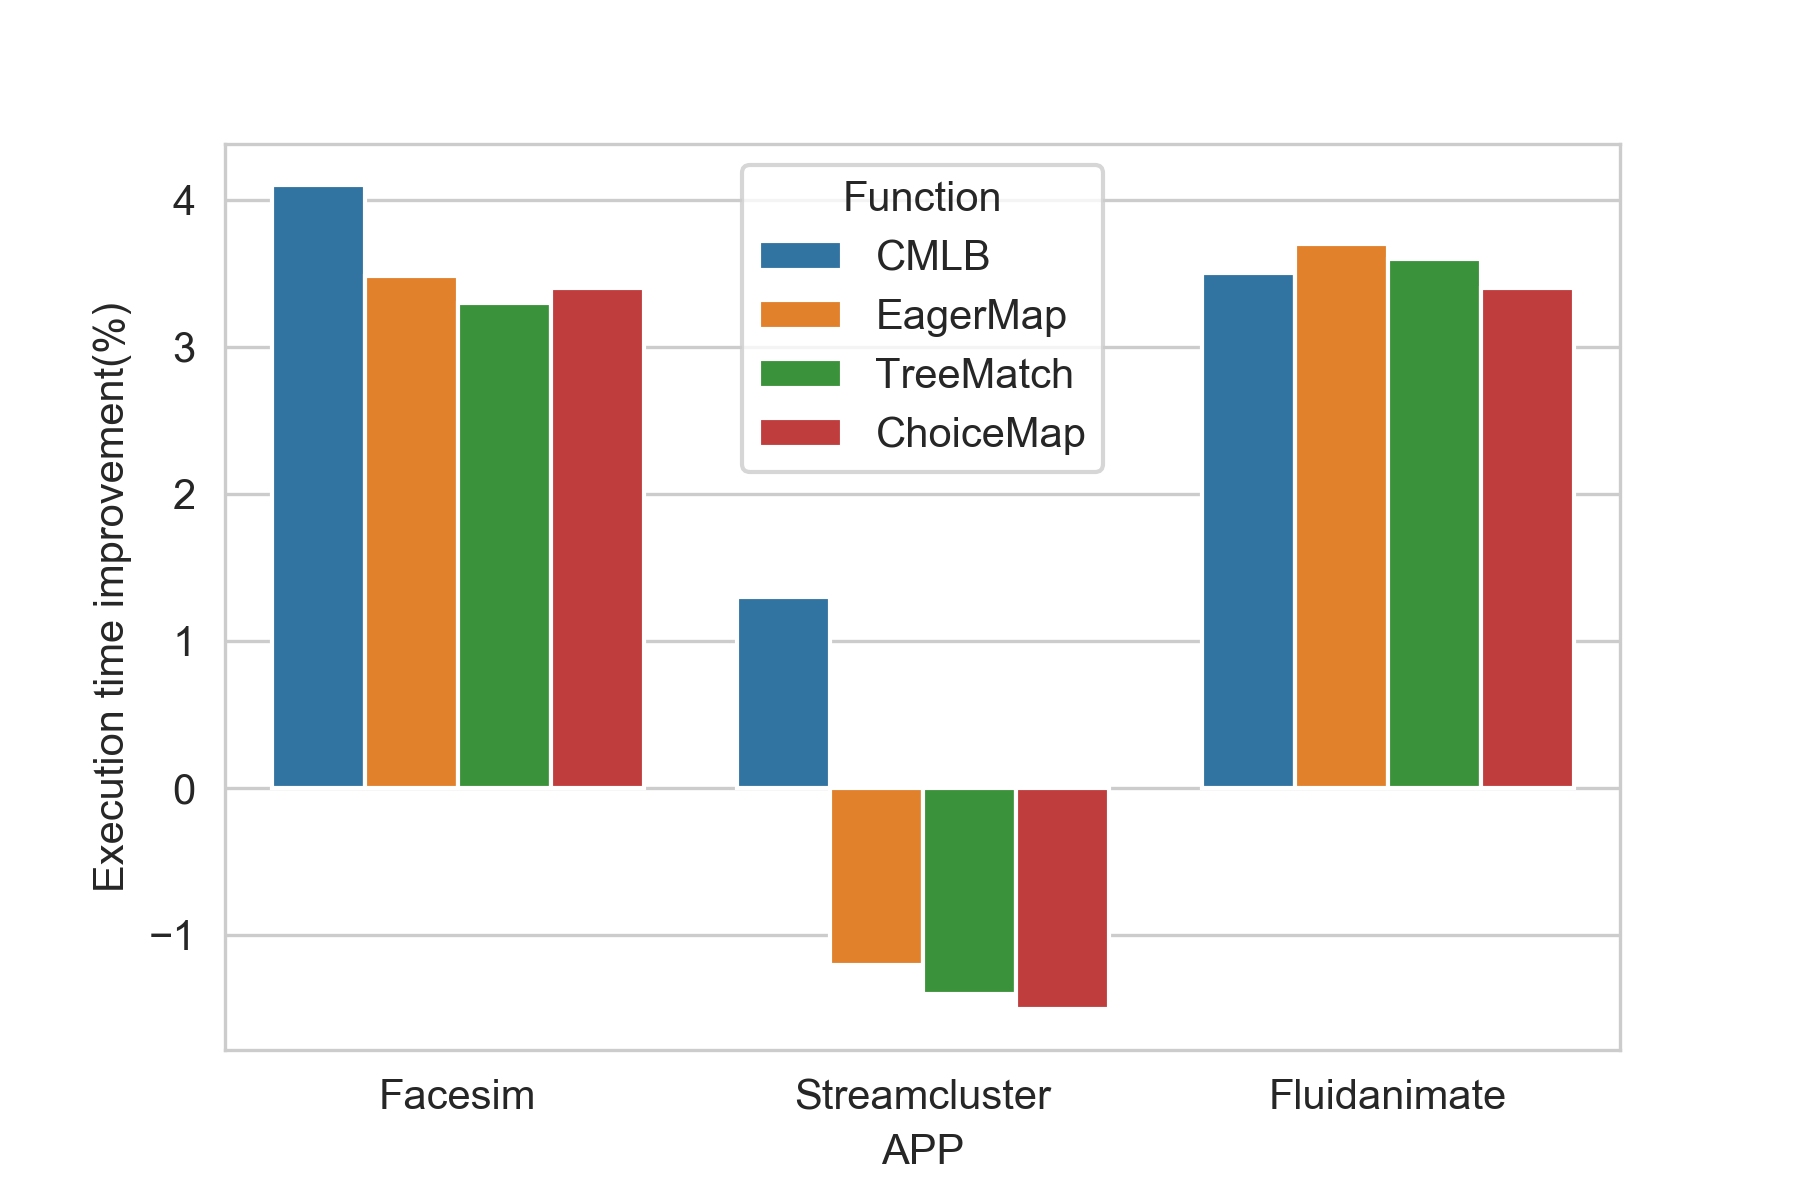 Function
CMLB
EagerMap
TreeMatch
ChoiceMap
Execution time improvement(%)
4
3
2
1
0
−1
Facesim Streamcluster Fluidanimate
APP